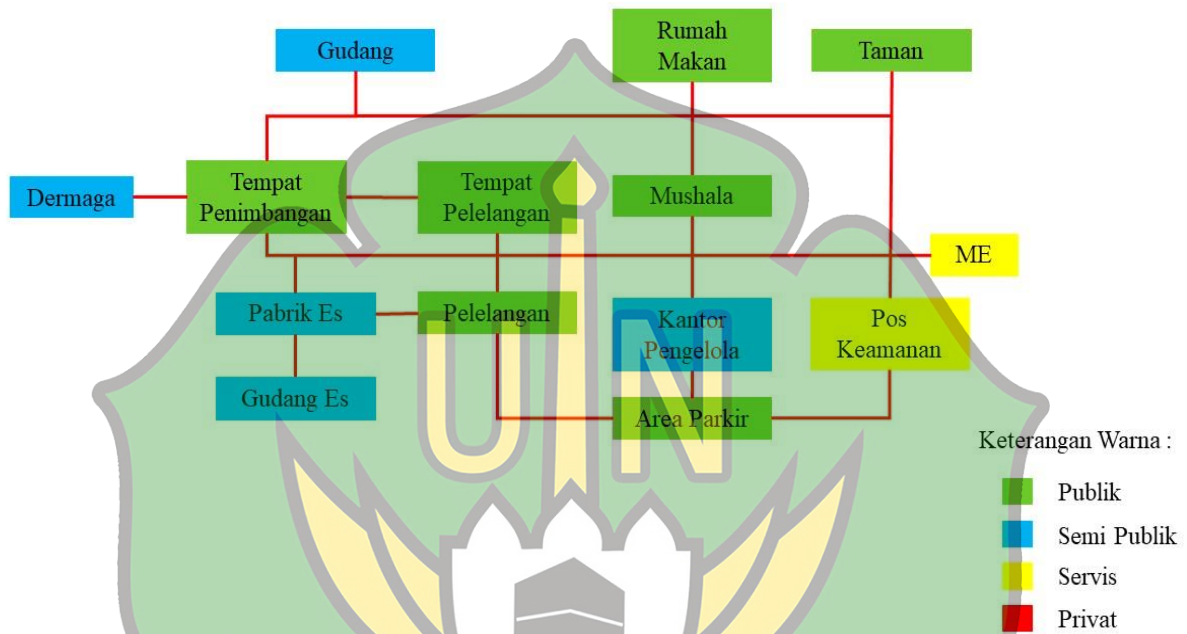 Gudang
Rumah
Makan
Taman
Dermaga
Tempat
Penimbangan
Tempat
Pelelangan
Mushala
ME
Pabrik Es
Pelelangan
Kantor
Pengelola
Pos
Keamanan
Gudang Es
Area Parkir
UIN
Keterangan Warna :
Publik
Semi Publik
Servis
Privat